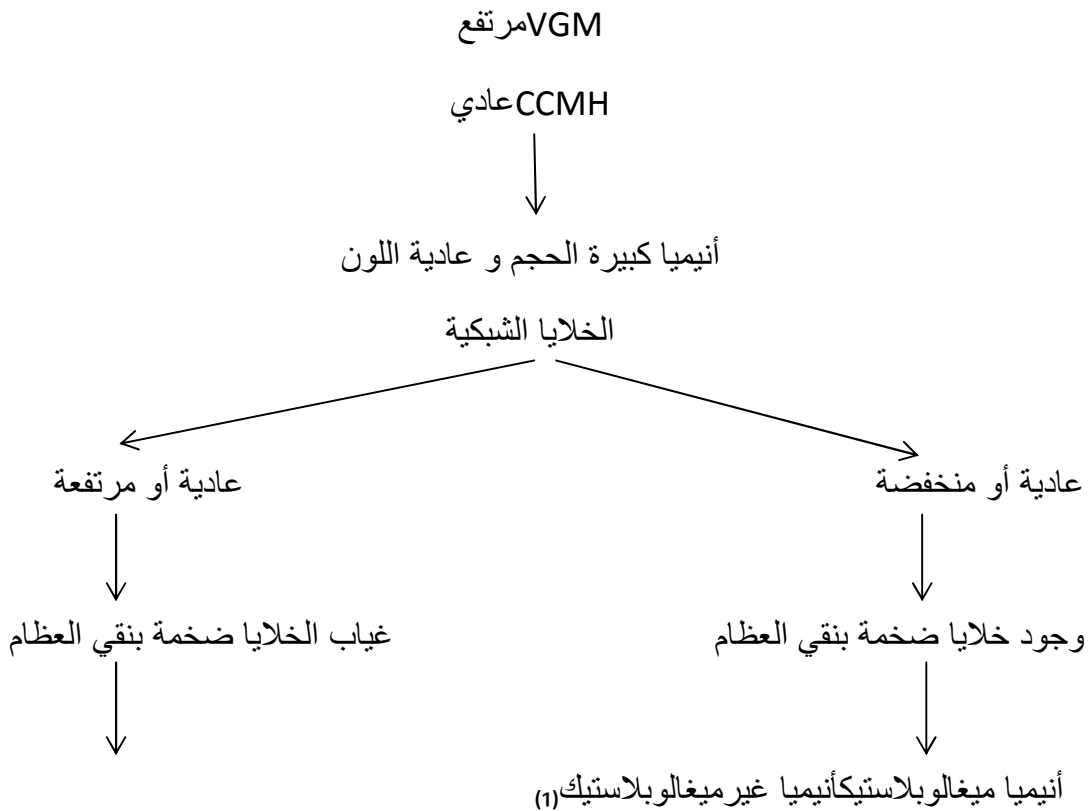 VGMمرتفع
CCMHعادي
أنيميا كبيرة الحجم و عادية اللون
الخلايا الشبكية
عادية أو منخفضة
عادية أو مرتفعة
وجود خلايا ضخمة بنقي العظام
غياب الخلايا ضخمة بنقي العظام
أنيميا ميغالوبلاستيكأنيميا غيرميغالوبلاستيك(1)